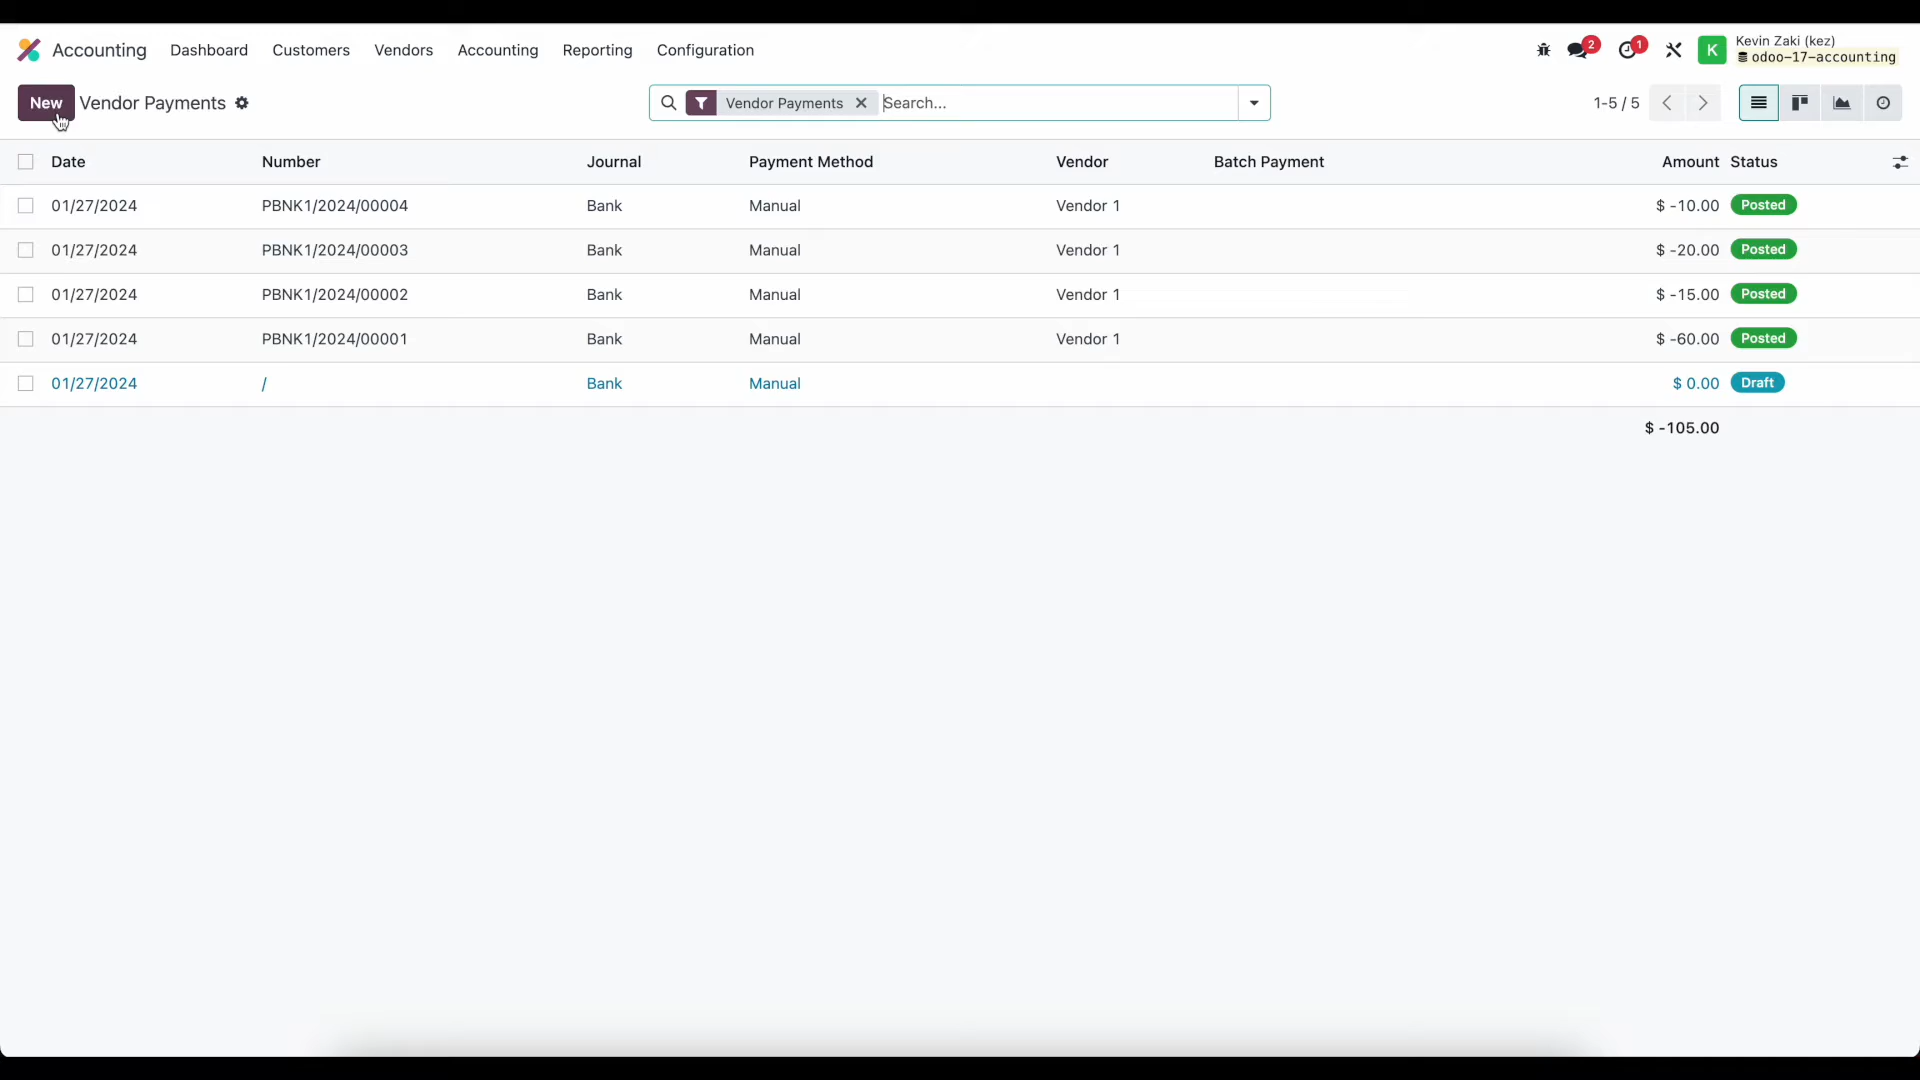 Accounting Dashboard Customers Vendors Accounting Reporting Configuration 2 1 K Kevin Zaki (kez)
odoo-17-accounting
New Vendor Payments Vendor Payments Search... 1-5 / 5
Date Number Journal Payment Method Vendor Batch Payment Amount Status
01/27/2024 PBNK1/2024/00004 Bank Manual Vendor 1 $ -10.00 Posted
01/27/2024 PBNK1/2024/00003 Bank Manual Vendor 1 $ -20.00 Posted
01/27/2024 PBNK1/2024/00002 Bank Manual Vendor 1 $ -15.00 Posted
01/27/2024 PBNK1/2024/00001 Bank Manual Vendor 1 $ -60.00 Posted
01/27/2024 / Bank Manual $ 0.00 Draft
$ -105.00